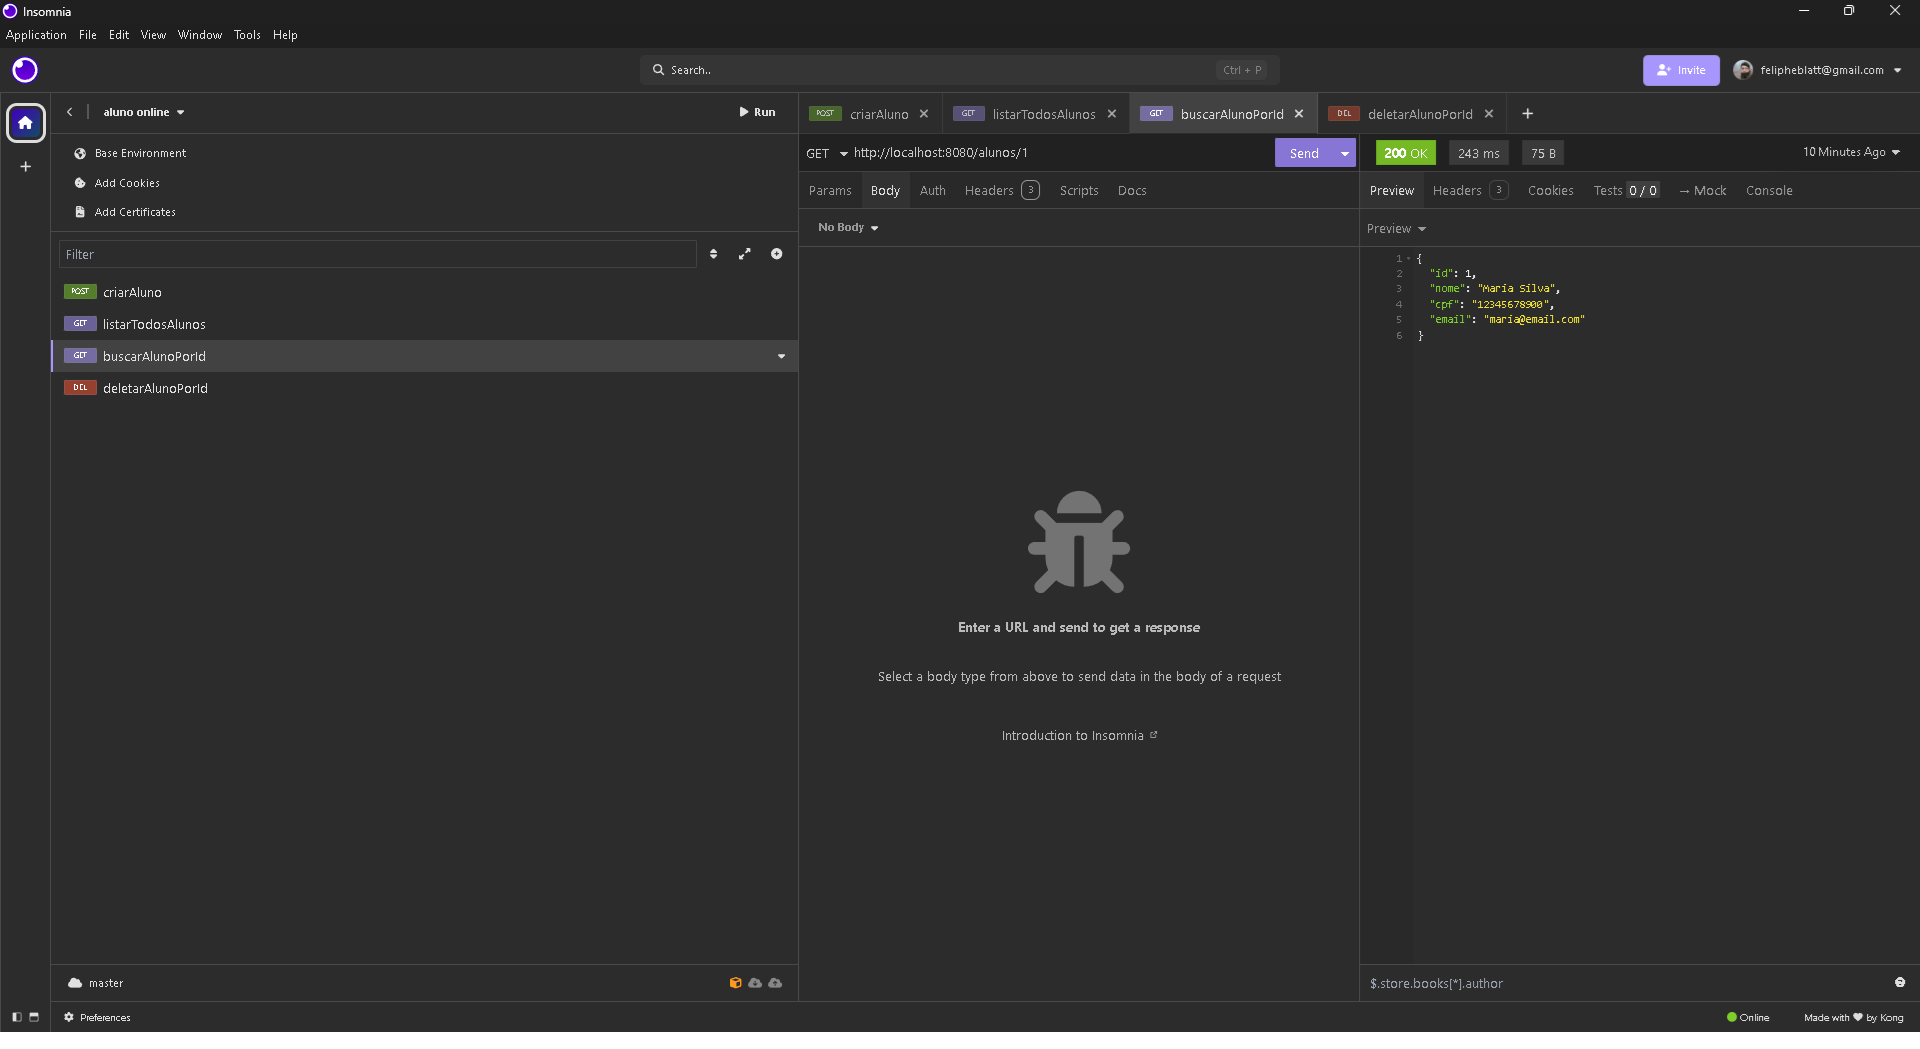 Insomnia
Application File Edit View Window Tools Help
Search.. Ctrl + P
Invite
felipheblatt@gmail.com
aluno online
Run
Base Environment
Add Cookies
Add Certificates
Filter
POST criarAluno
GET listarTodosAlunos
GET buscarAlunoPorId
DEL deletarAlunoPorId
master
Preferences
POST criarAluno
GET listarTodosAlunos
GET buscarAlunoPorId
DEL deletarAlunoPorId
GET http://localhost:8080/alunos/1 Send
Params Body Auth Headers 3 Scripts Docs
No Body
Enter a URL and send to get a response
Select a body type from above to send data in the body of a request
Introduction to Insomnia
200 OK 243 ms 75 B 10 Minutes Ago
Preview Headers 3 Cookies Tests 0 / 0 → Mock Console
Preview
1 {
2 "id": 1,
3 "nome": "Maria Silva",
4 "cpf": "12345678900",
5 "email": "maria@email.com"
6 }
$.store.books[*].author
Online
Made with ♥ by Kong